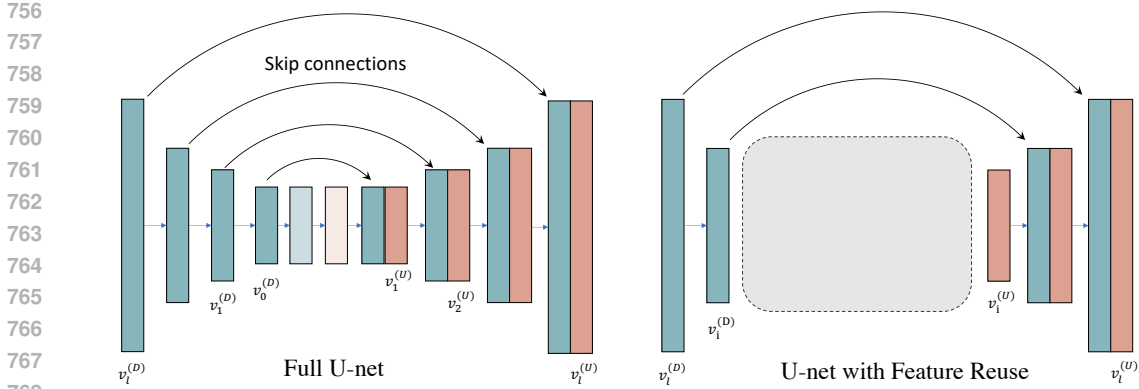 756
757
758
759
760
761
762
763
764
765
766
767
Skip connections
v_l^{(D)}
v_1^{(D)}
v_0^{(D)}
v_1^{(U)}
v_2^{(U)}
v_l^{(U)}
Full U-net
v_l^{(D)}
v_i^{(D)}
v_i^{(U)}
v_l^{(U)}
U-net with Feature Reuse